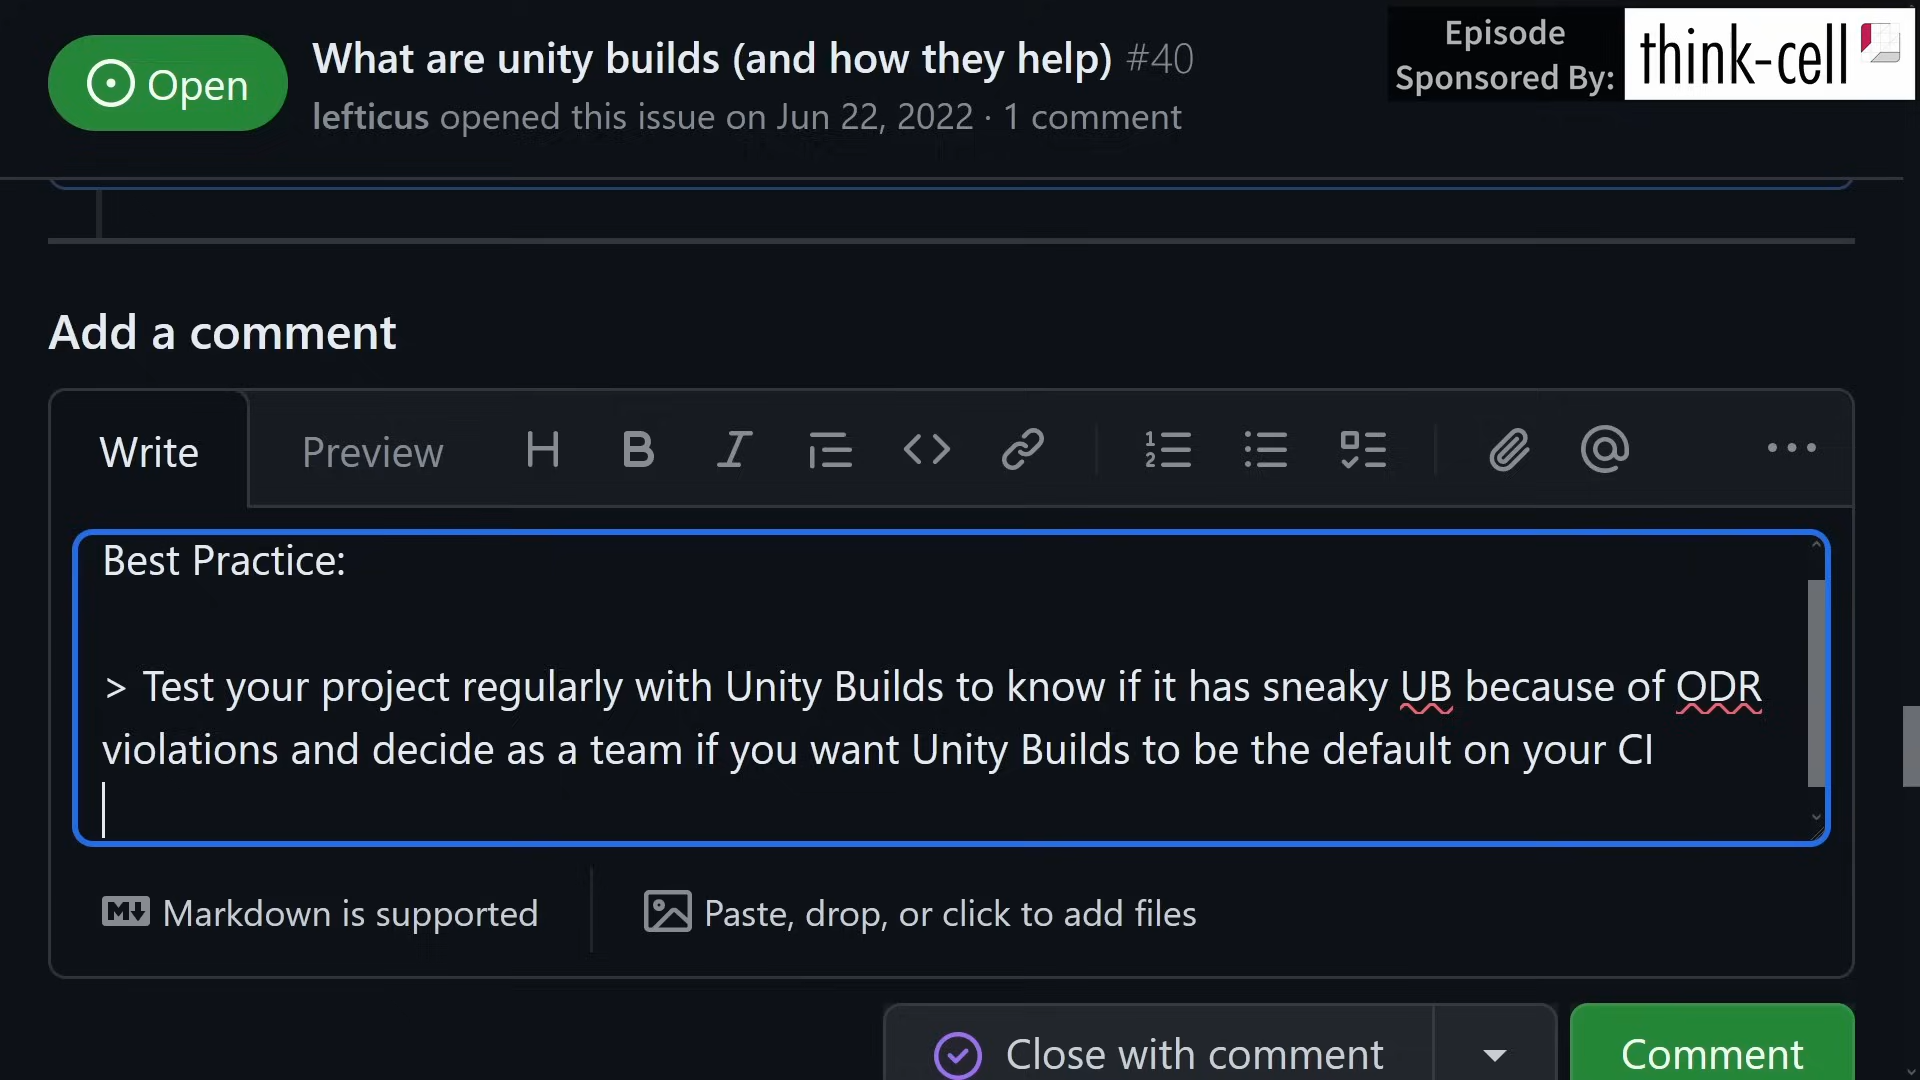 Open
What are unity builds (and how they help) #40
lefticus opened this issue on Jun 22, 2022 · 1 comment
Episode
Sponsored By:
think-cell
Add a comment
Write
Preview
Best Practice:
> Test your project regularly with Unity Builds to know if it has sneaky UB because of ODR
violations and decide as a team if you want Unity Builds to be the default on your CI
Markdown is supported
Paste, drop, or click to add files
Close with comment
Comment